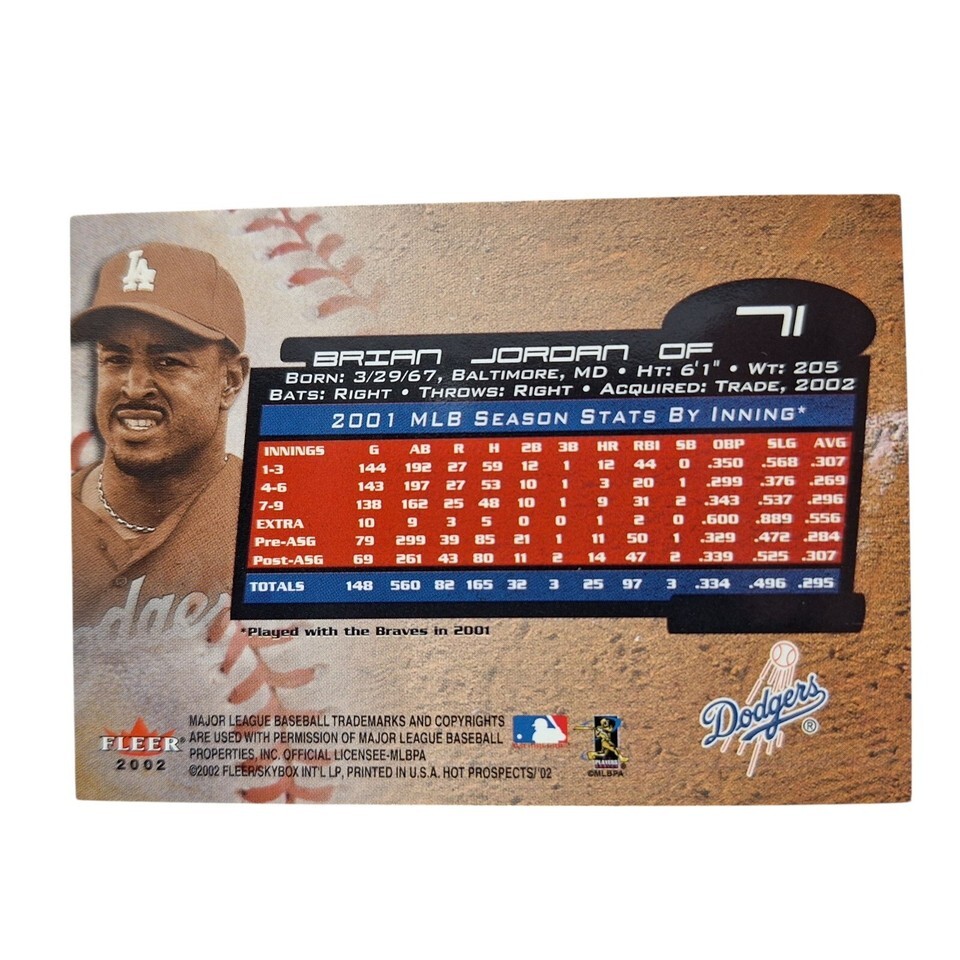 LA
71
BRIAN JORDAN OF
BORN: 3/29/67, BALTIMORE, MD • HT: 6'1" • WT: 205
BATS: RIGHT • THROWS: RIGHT • ACQUIRED: TRADE, 2002
2001 MLB SEASON STATS BY INNING*
INNINGS G AB R H 2B 3B HR RBI SB OBP SLG AVG
1-3 144 192 27 59 12 1 12 44 0 .350 .568 .307
4-6 143 197 27 53 10 1 3 20 1 .299 .376 .269
7-9 138 162 25 48 10 1 9 31 2 .343 .537 .296
EXTRA 10 9 3 5 0 0 1 2 0 .600 .889 .556
Pre-ASG 79 299 39 85 21 1 11 50 1 .329 .472 .284
Post-ASG 69 261 43 80 11 2 14 47 2 .339 .525 .307
TOTALS 148 560 82 165 32 3 25 97 3 .334 .496 .295
*Played with the Braves in 2001
dge
Dodgers®
FLEER®
2002
MAJOR LEAGUE BASEBALL TRADEMARKS AND COPYRIGHTS
ARE USED WITH PERMISSION OF MAJOR LEAGUE BASEBALL
PROPERTIES, INC. OFFICIAL LICENSEE-MLBPA
©2002 FLEER/SKYBOX INT'L LP, PRINTED IN U.S.A. HOT PROSPECTS/'02
PLAYERS
©MLBPA